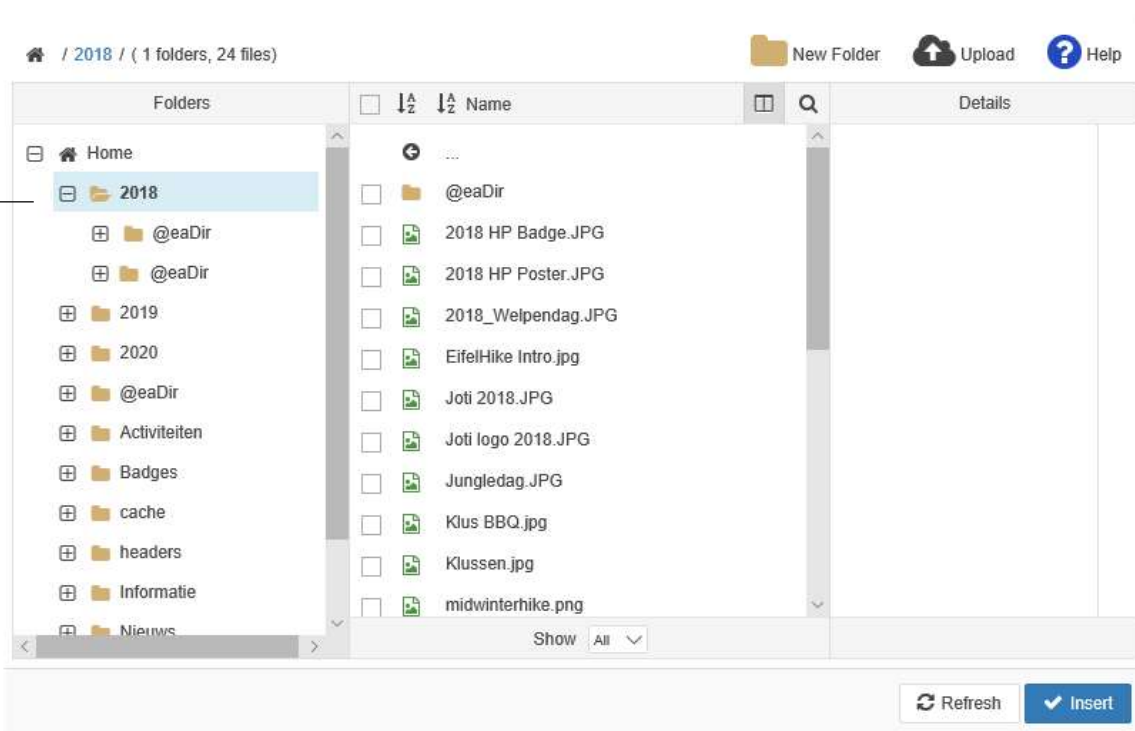 / 2018 / ( 1 folders, 24 files)
New Folder
Upload
Help
Folders
Name
Details
Home
2018
@eaDir
@eaDir
2019
2020
@eaDir
Activiteiten
Badges
cache
headers
Informatie
Nieuws
...
@eaDir
2018 HP Badge.JPG
2018 HP Poster.JPG
2018_Welpendag.JPG
EifelHike Intro.jpg
Joti 2018.JPG
Joti logo 2018.JPG
Jungledag.JPG
Klus BBQ.jpg
Klussen.jpg
midwinterhike.png
Show All
Refresh
Insert